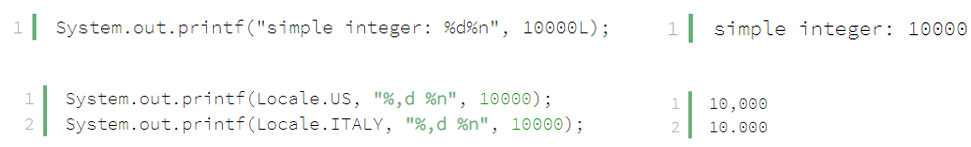 1 System.out.printf("simple integer: %d%n", 10000L);
1 simple integer: 10000
1 System.out.printf(Locale.US, "%,d %n", 10000);
2 System.out.printf(Locale.ITALY, "%,d %n", 10000);
1 10,000
2 10.000